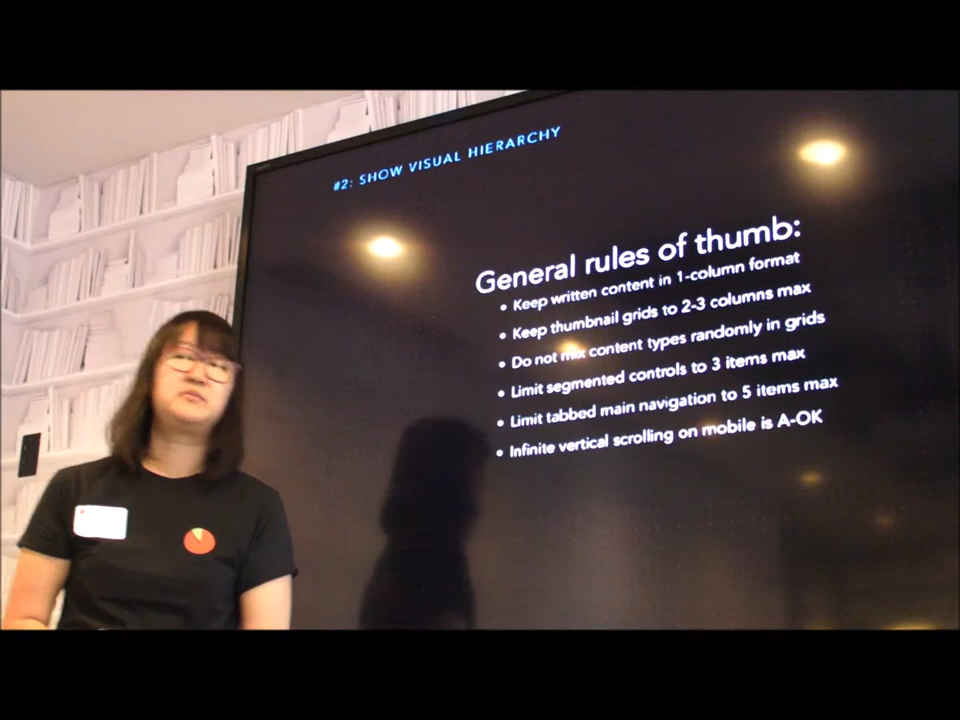 #2: SHOW VISUAL HIERARCHY
General rules of thumb:
• Keep written content in 1-column format
• Keep thumbnail grids to 2-3 columns max
• Do not mix content types randomly in grids
• Limit segmented controls to 3 items max
• Limit tabbed main navigation to 5 items max
• Infinite vertical scrolling on mobile is A-OK